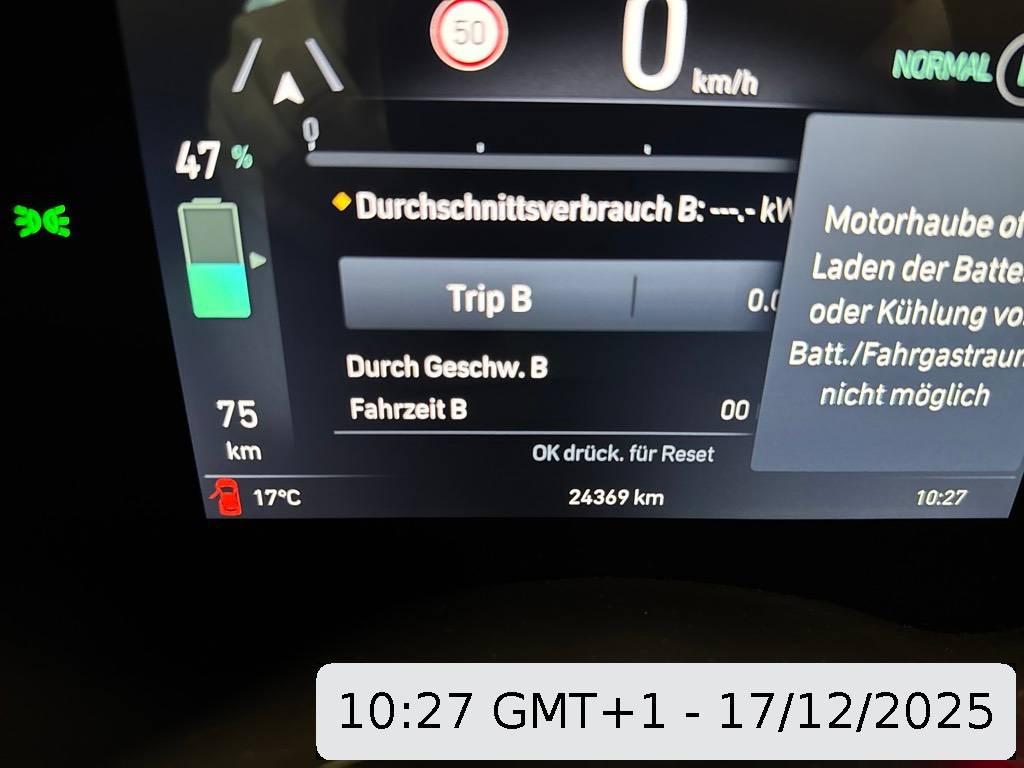 50
0 km/h
NORMAL
47 %
0
Durchschnittsverbrauch B: ---.- kW
Motorhaube of
Laden der Batte
oder Kühlung vo
Batt./Fahrgastraum
nicht möglich
Trip B
0.0
Durch Geschw. B
Fahrzeit B 00
75
km
OK drück. für Reset
17°C 24369 km 10:27
10:27 GMT+1 - 17/12/2025